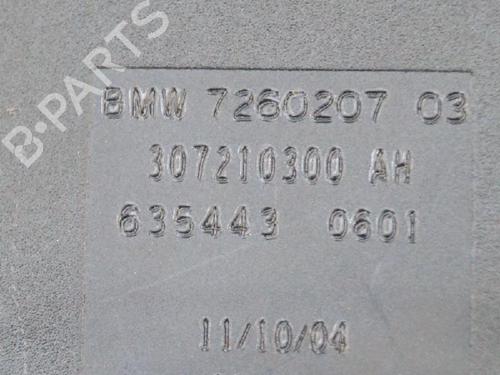 B-PARTS
BMW 7260207 03
307210300 AH
635443 0601
11/10/04